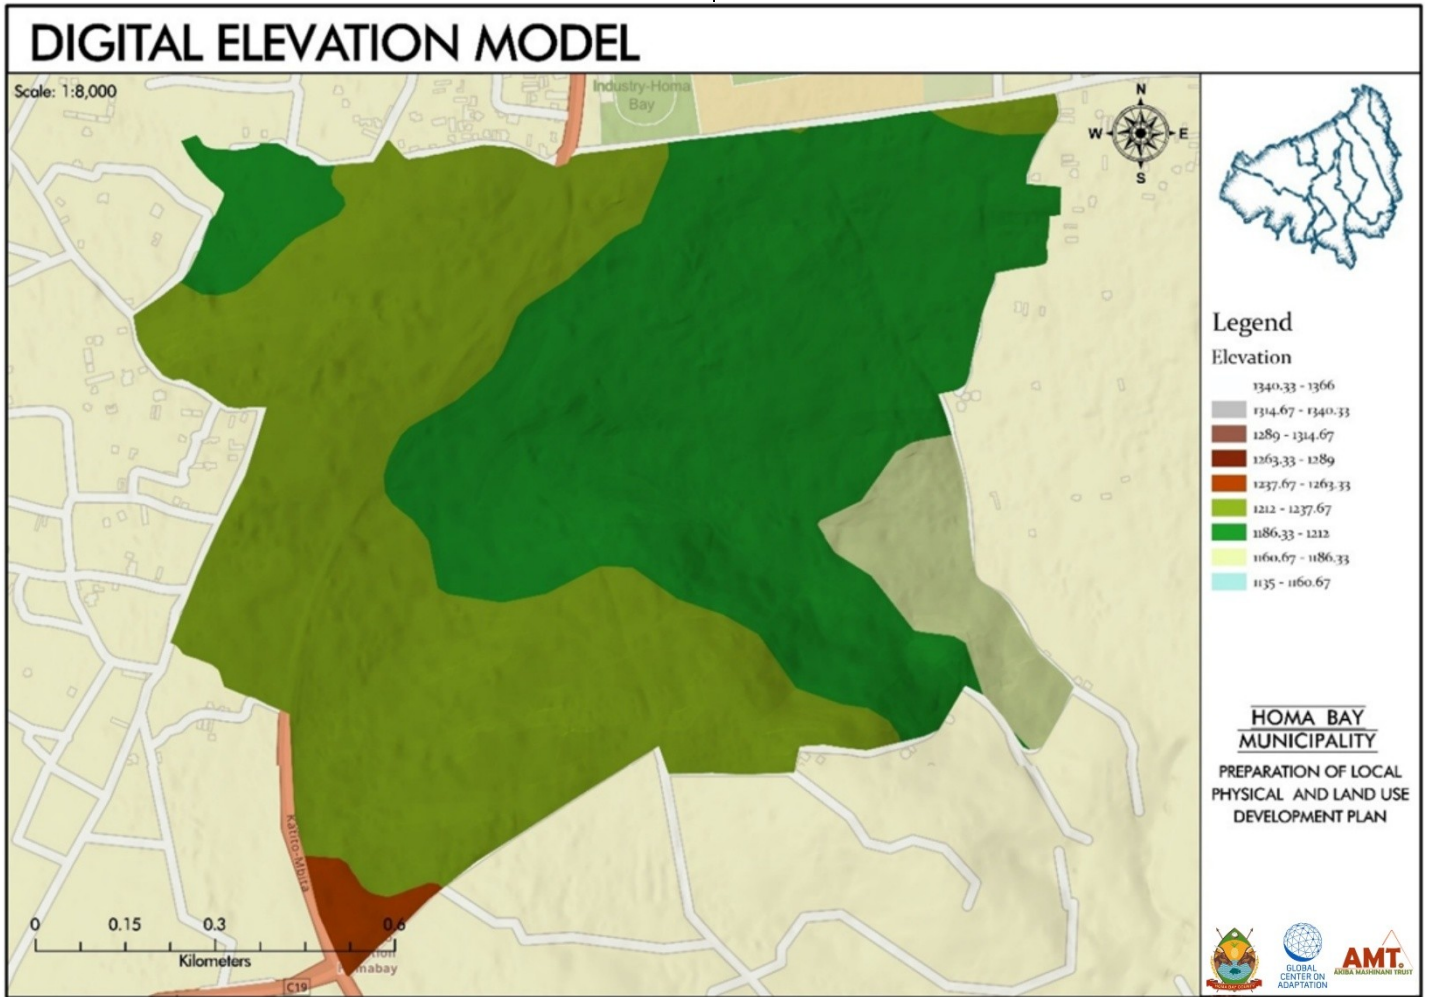 DIGITAL ELEVATION MODEL
Scale: 1:8,000
Industry-Homa
Bay
N
W
E
S
Legend
Elevation
1340.33 - 1366
1314.67 - 1340.33
1289 - 1314.67
1263.33 - 1289
1237.67 - 1263.33
1212 - 1237.67
1186.33 - 1212
1160.67 - 1186.33
1135 - 1160.67
HOMA BAY
MUNICIPALITY
PREPARATION OF LOCAL
PHYSICAL AND LAND USE
DEVELOPMENT PLAN
Katito-Mbita
0 0.15 0.3 0.6
Kilometers
C19
GLOBAL
CENTER ON
ADAPTATION
AMT.
AKIBA MASHINANI TRUST